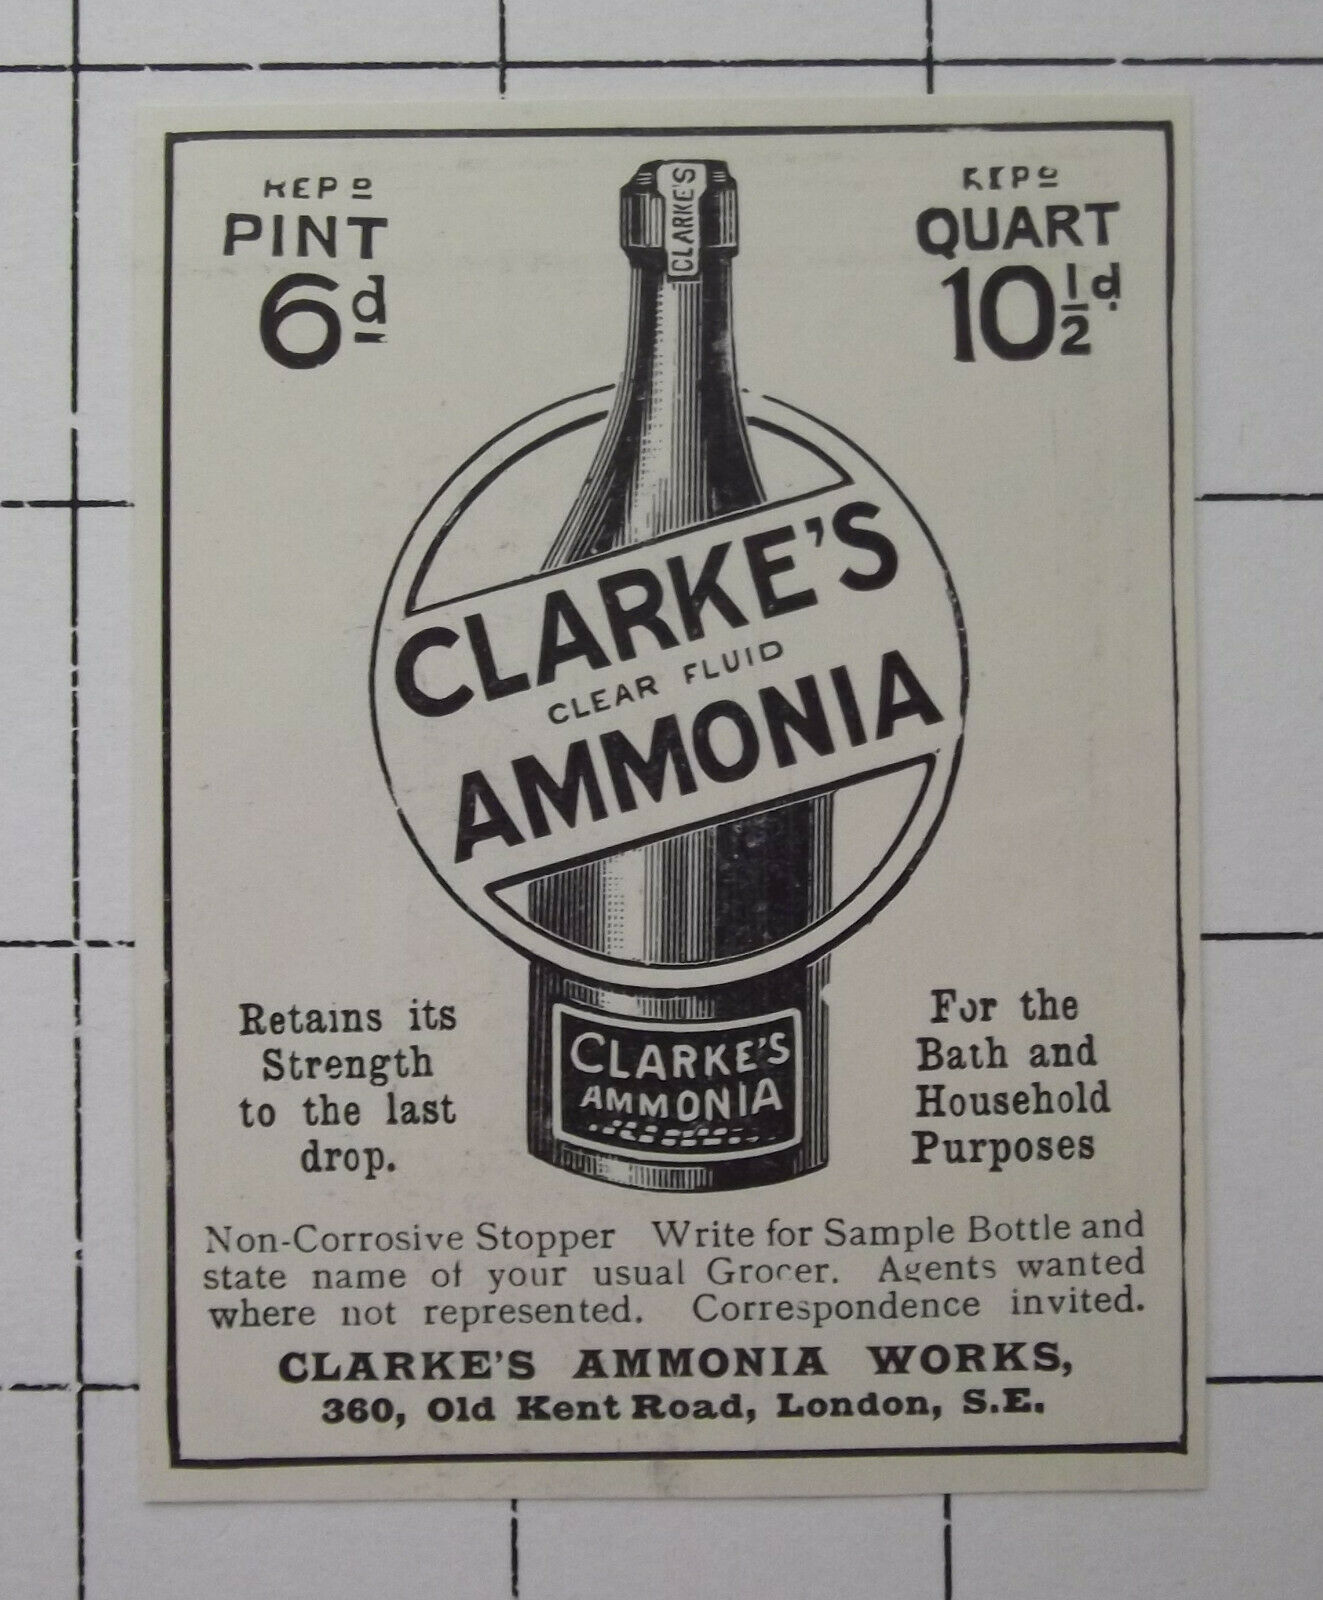 REPD
PINT
6d
REPD
QUART
10½d.
CLARKE'S
CLARKE'S
CLEAR FLUID
AMMONIA
Retains its
Strength
to the last
drop.
For the
Bath and
Household
Purposes
CLARKE'S
AMMONIA
Non-Corrosive Stopper Write for Sample Bottle and
state name of your usual Grocer. Agents wanted
where not represented. Correspondence invited.
CLARKE'S AMMONIA WORKS,
360, Old Kent Road, London, S.E.